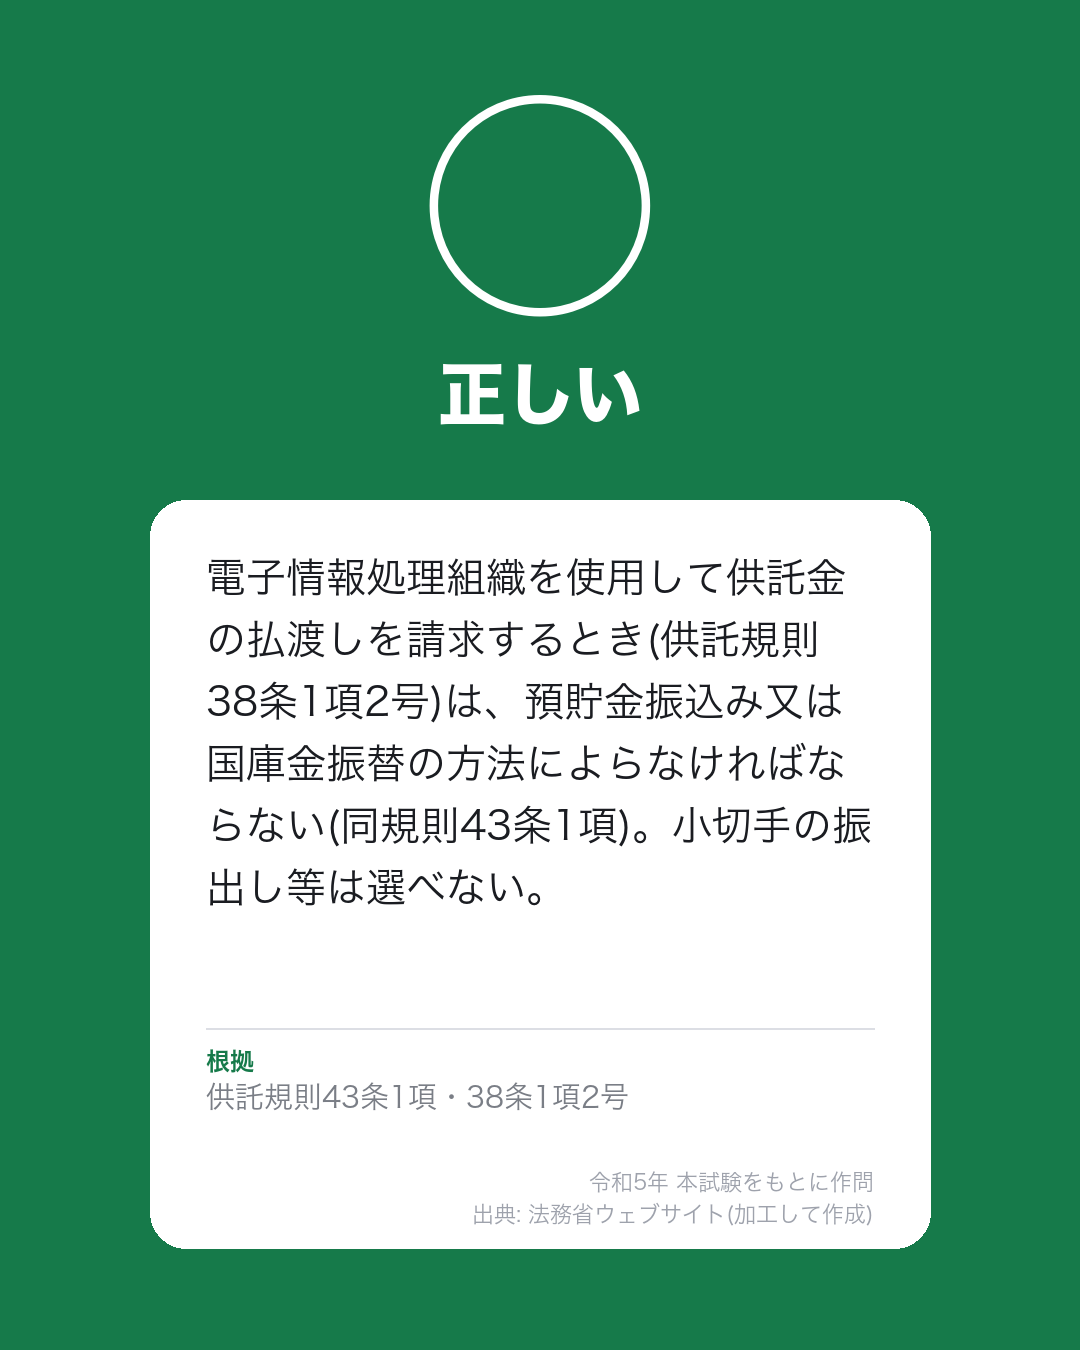 正しい
電子情報処理組織を使用して供託金
の払渡しを請求するとき(供託規則
38条1項2号)は、預貯金振込み又は
国庫金振替の方法によらなければな
らない(同規則43条1項)。小切手の振
出し等は選べない。
根拠
供託規則43条1項・38条1項2号
令和5年 本試験をもとに作問
出典: 法務省ウェブサイト(加工して作成)